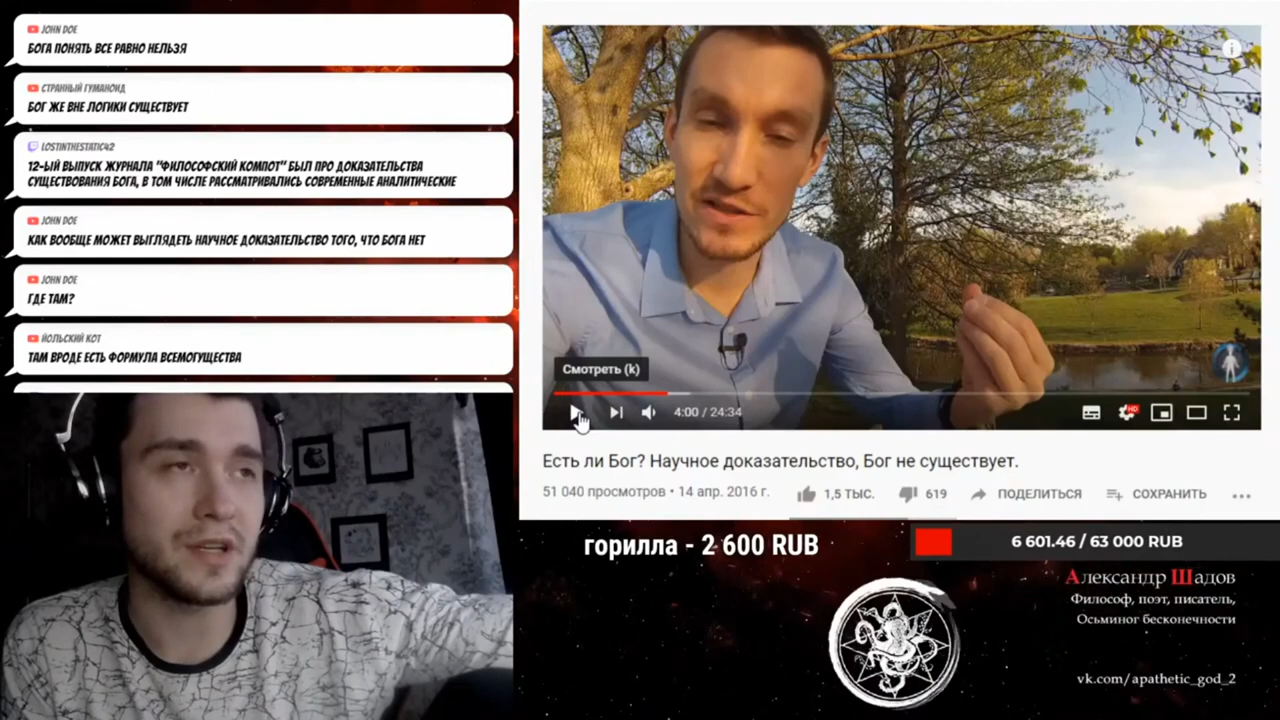 JOHN DOE
БОГА ПОНЯТЬ ВСЕ РАВНО НЕЛЬЗЯ
СТРАННЫЙ ГУМАНОИД
БОГ ЖЕ ВНЕ ЛОГИКИ СУЩЕСТВУЕТ
LOSTINTHESTATIC42
12-ЫЙ ВЫПУСК ЖУРНАЛА "ФИЛОСОФСКИЙ КОМПОТ" БЫЛ ПРО ДОКАЗАТЕЛЬСТВА
СУЩЕСТВОВАНИЯ БОГА, В ТОМ ЧИСЛЕ РАССМАТРИВАЛИСЬ СОВРЕМЕННЫЕ АНАЛИТИЧЕСКИЕ
JOHN DOE
КАК ВООБЩЕ МОЖЕТ ВЫГЛЯДЕТЬ НАУЧНОЕ ДОКАЗАТЕЛЬСТВО ТОГО, ЧТО БОГА НЕТ
JOHN DOE
ГДЕ ТАМ?
ЙОЛЬСКИЙ КОТ
ТАМ ВРОДЕ ЕСТЬ ФОРМУЛА ВСЕМОГУЩЕСТВА
Смотреть (k)
4:00 / 24:34
HD
Есть ли Бог? Научное доказательство, Бог не существует.
51 040 просмотров • 14 апр. 2016 г.
1,5 ТЫС.
619
ПОДЕЛИТЬСЯ
СОХРАНИТЬ
горилла - 2 600 RUB
6 601.46 / 63 000 RUB
Александр Шадов
Философ, поэт, писатель,
Осьминог бесконечности
vk.com/apathetic_god_2